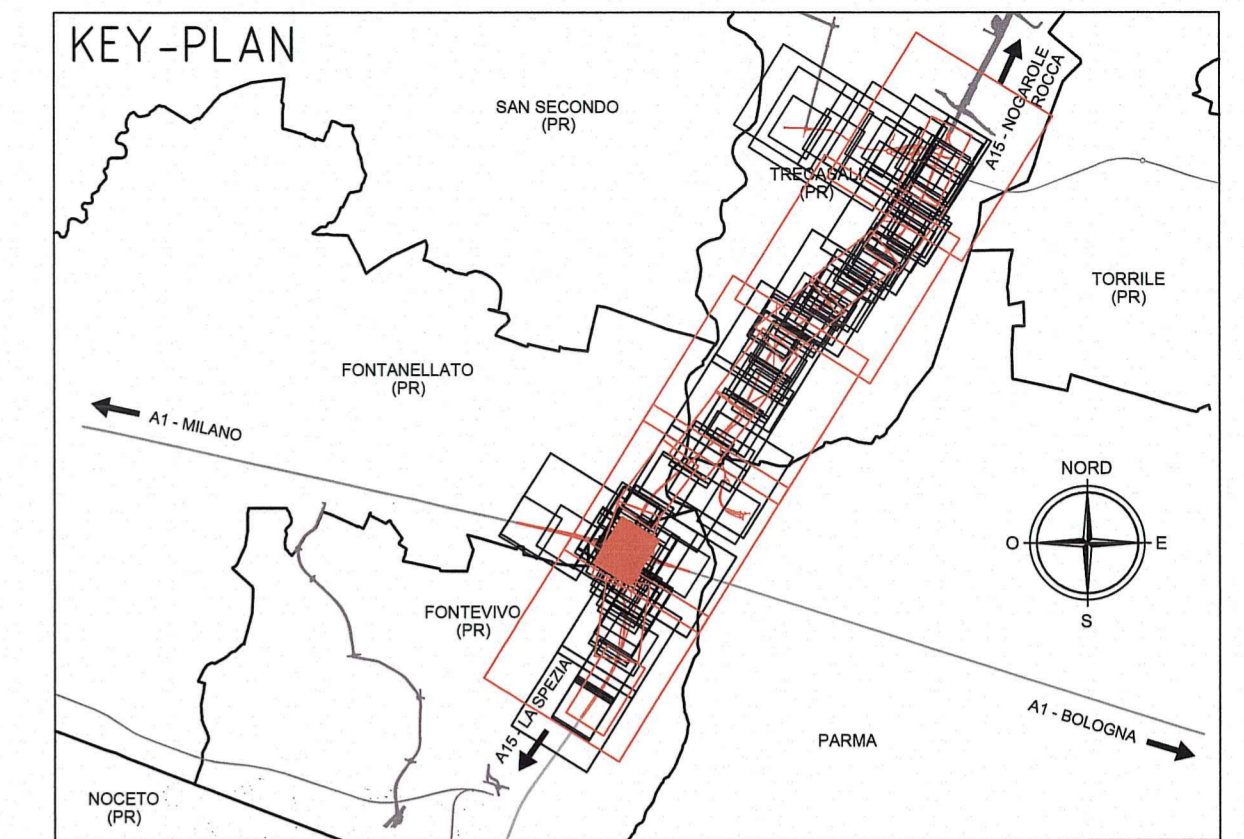 KEY-PLAN
SAN SECONDO
(PR)
A15 - NOGAROLE
ROCCA
TRECASALI
(PR)
TORRILE
(PR)
FONTANELLATO
(PR)
A1 - MILANO
NORD
O
E
S
FONTEVIVO
(PR)
A15 - LA SPEZIA
A1 - BOLOGNA
PARMA
NOCETO
(PR)